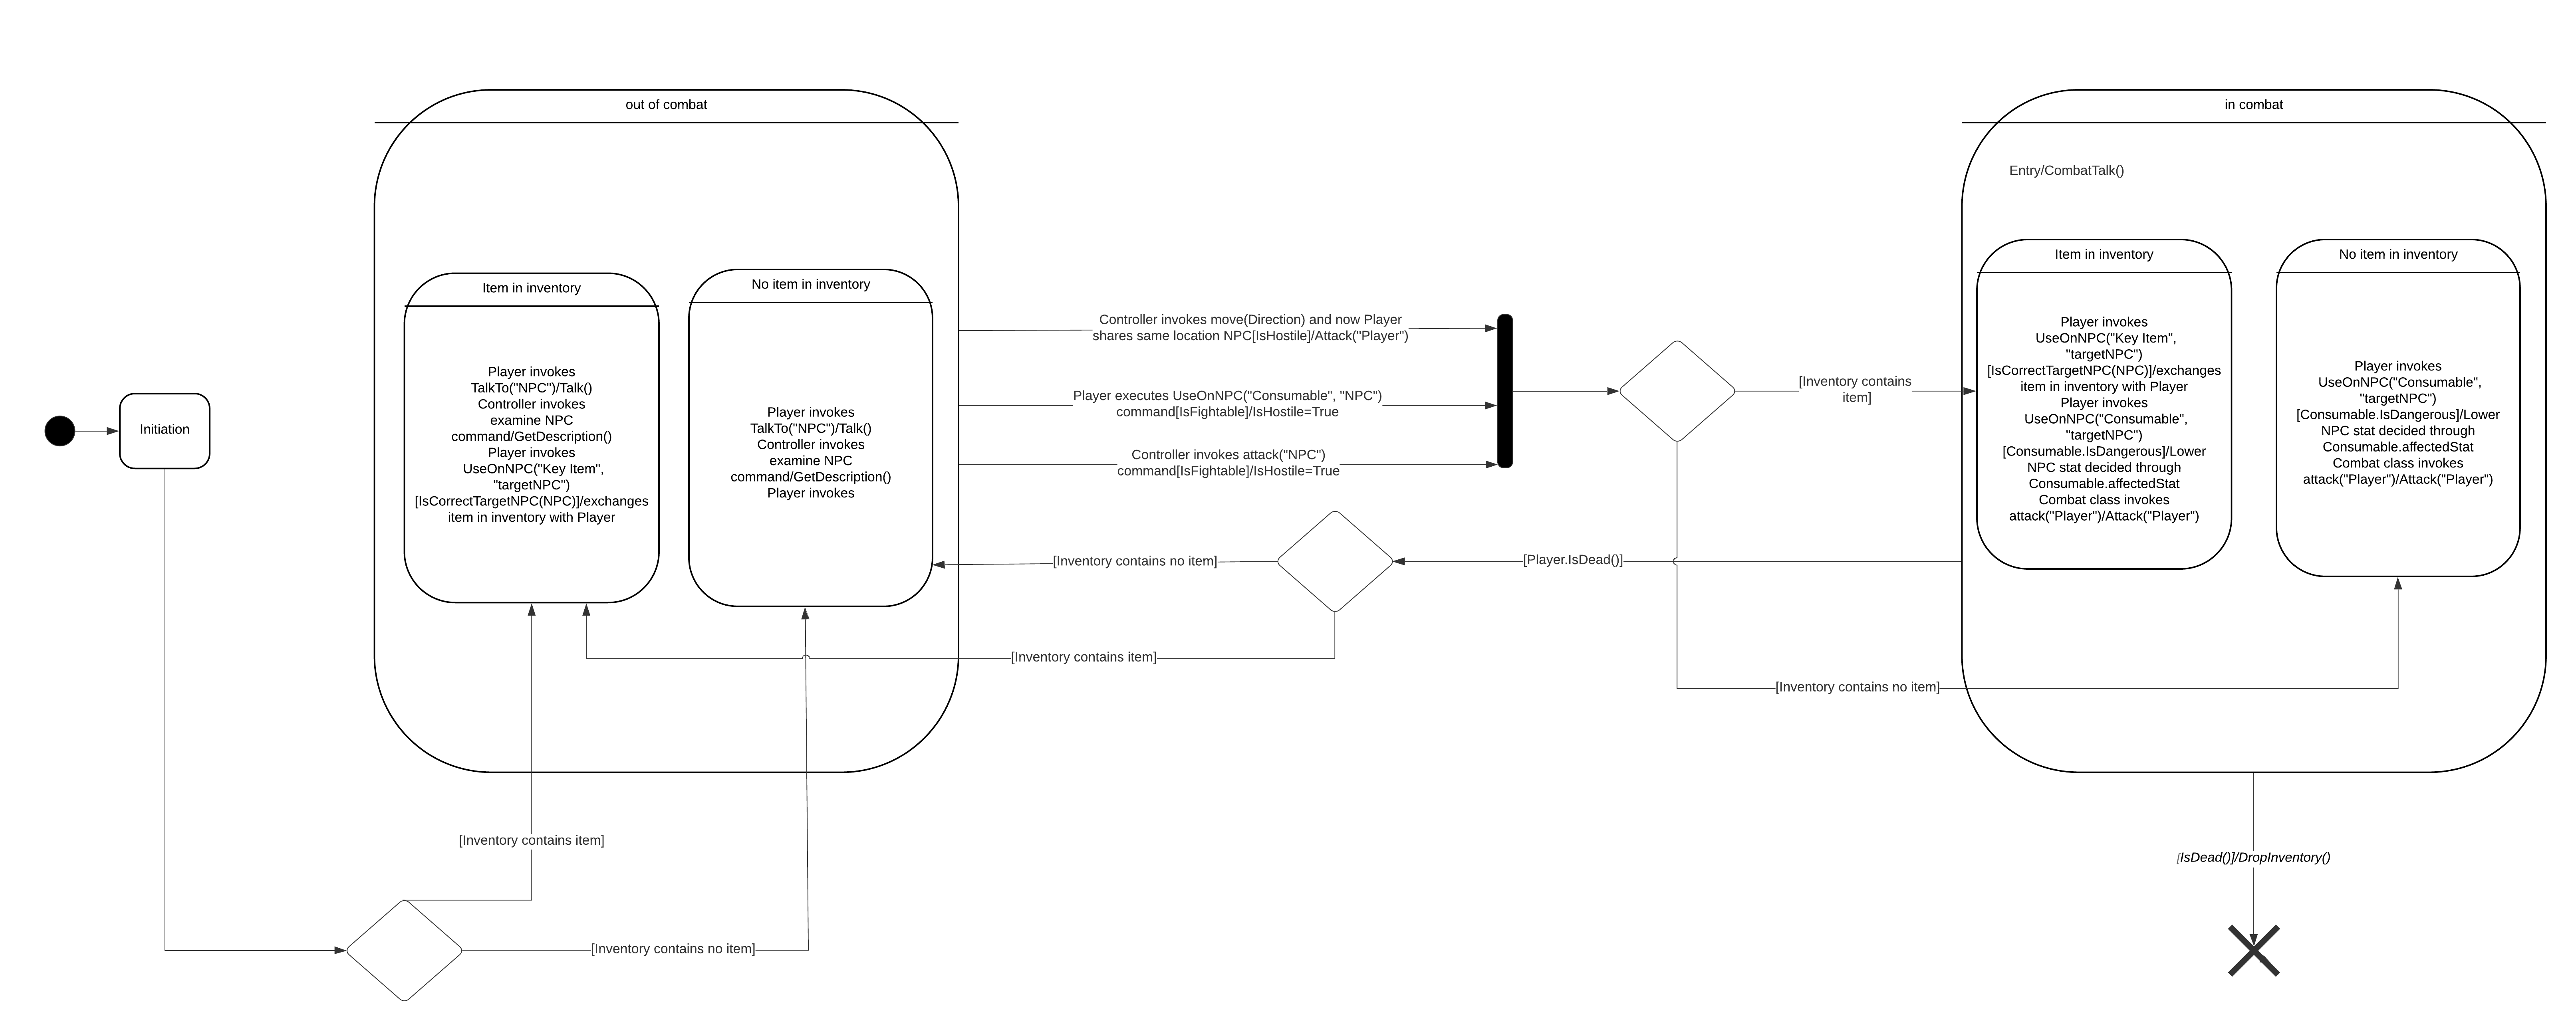 out of combat
in combat
Entry/CombatTalk()
Item in inventory
Player invokes
TalkTo("NPC")/Talk()
Controller invokes
examine NPC
command/GetDescription()
Player invokes
UseOnNPC("Key Item",
"targetNPC")
[IsCorrectTargetNPC(NPC)]/exchanges
item in inventory with Player
No item in inventory
Player invokes
TalkTo("NPC")/Talk()
Controller invokes
examine NPC
command/GetDescription()
Player invokes
Controller invokes move(Direction) and now Player
shares same location NPC[IsHostile]/Attack("Player")
Player executes UseOnNPC("Consumable", "NPC")
command[IsFightable]/IsHostile=True
Controller invokes attack("NPC")
command[IsFightable]/IsHostile=True
[Inventory contains
item]
Item in inventory
Player invokes
UseOnNPC("Key Item",
"targetNPC")
[IsCorrectTargetNPC(NPC)]/exchanges
item in inventory with Player
Player invokes
UseOnNPC("Consumable",
"targetNPC")
[Consumable.IsDangerous]/Lower
NPC stat decided through
Consumable.affectedStat
Combat class invokes
attack("Player")/Attack("Player")
No item in inventory
Player invokes
UseOnNPC("Consumable",
"targetNPC")
[Consumable.IsDangerous]/Lower
NPC stat decided through
Consumable.affectedStat
Combat class invokes
attack("Player")/Attack("Player")
Initiation
[Inventory contains no item]
[Player.IsDead()]
[Inventory contains item]
[Inventory contains no item]
[Inventory contains item]
[IsDead()]/DropInventory()
[Inventory contains no item]